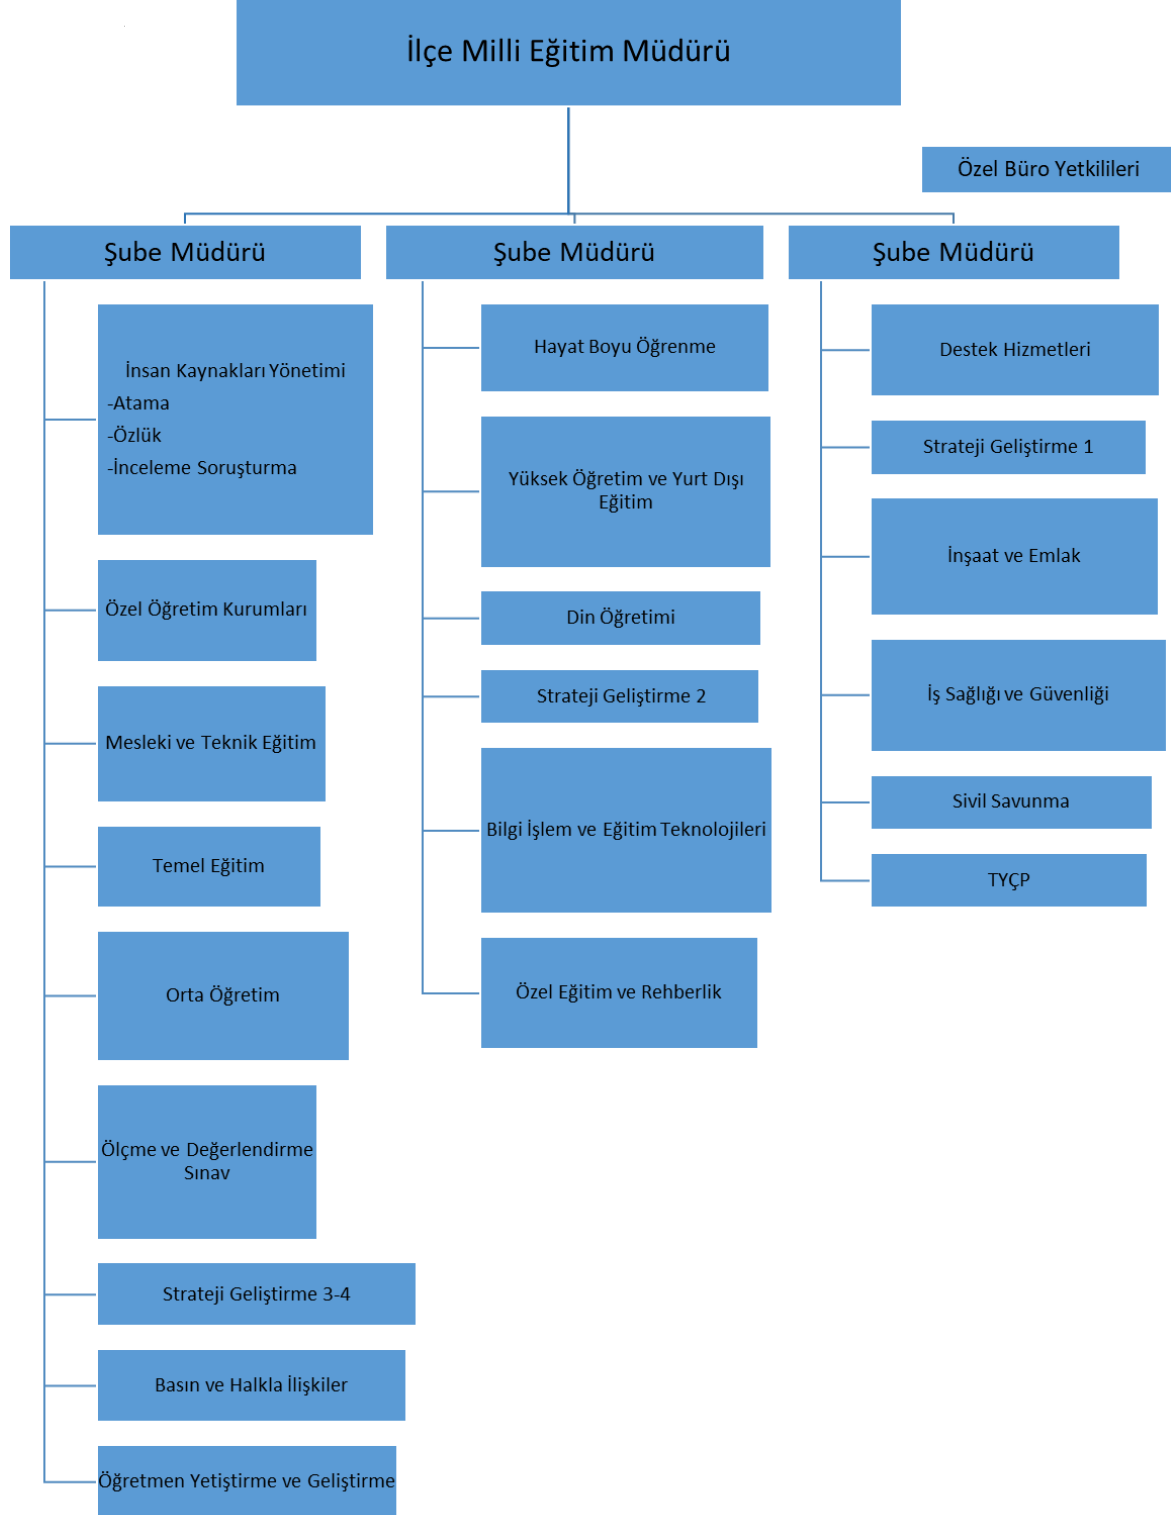 İlçe Milli Eğitim Müdürü
Özel Büro Yetkilileri
Şube Müdürü
İnsan Kaynakları Yönetimi
-Atama
-Özlük
-İnceleme Soruşturma
Özel Öğretim Kurumları
Mesleki ve Teknik Eğitim
Temel Eğitim
Orta Öğretim
Ölçme ve Değerlendirme
Sınav
Strateji Geliştirme 3-4
Basın ve Halkla İlişkiler
Öğretmen Yetiştirme ve Geliştirme
Şube Müdürü
Hayat Boyu Öğrenme
Yüksek Öğretim ve Yurt Dışı
Eğitim
Din Öğretimi
Strateji Geliştirme 2
Bilgi İşlem ve Eğitim Teknolojileri
Özel Eğitim ve Rehberlik
Şube Müdürü
Destek Hizmetleri
Strateji Geliştirme 1
İnşaat ve Emlak
İş Sağlığı ve Güvenliği
Sivil Savunma
TYÇP